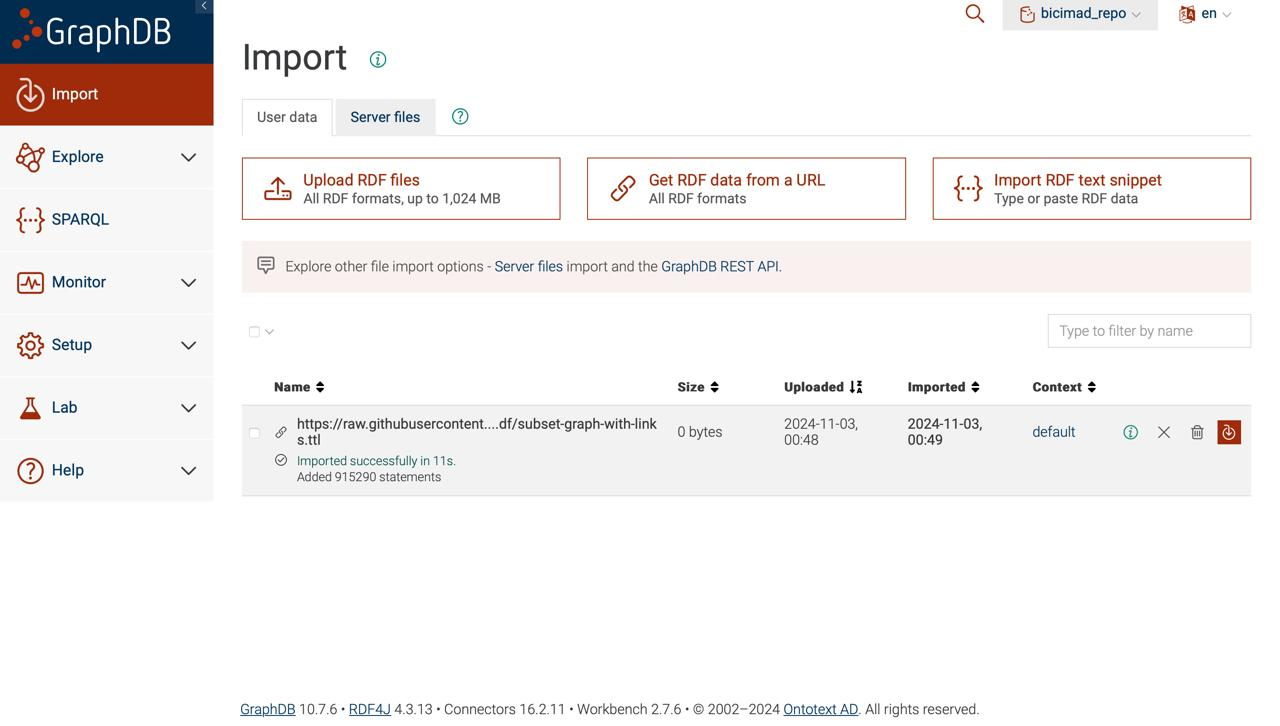 GraphDB
bicimad_repo
en
Import
Import
User data
Server files
Explore
Upload RDF files
All RDF formats, up to 1,024 MB
Get RDF data from a URL
All RDF formats
Import RDF text snippet
Type or paste RDF data
SPARQL
Explore other file import options - Server files import and the GraphDB REST API.
Monitor
Setup
Type to filter by name
Lab
Name
Size
Uploaded
Imported
Context
https://raw.githubusercontent....df/subset-graph-with-link
s.ttl
0 bytes
2024-11-03,
00:48
2024-11-03,
00:49
default
Imported successfully in 11s.
Added 915290 statements
Help
GraphDB 10.7.6 • RDF4J 4.3.13 • Connectors 16.2.11 • Workbench 2.7.6 • © 2002–2024 Ontotext AD. All rights reserved.